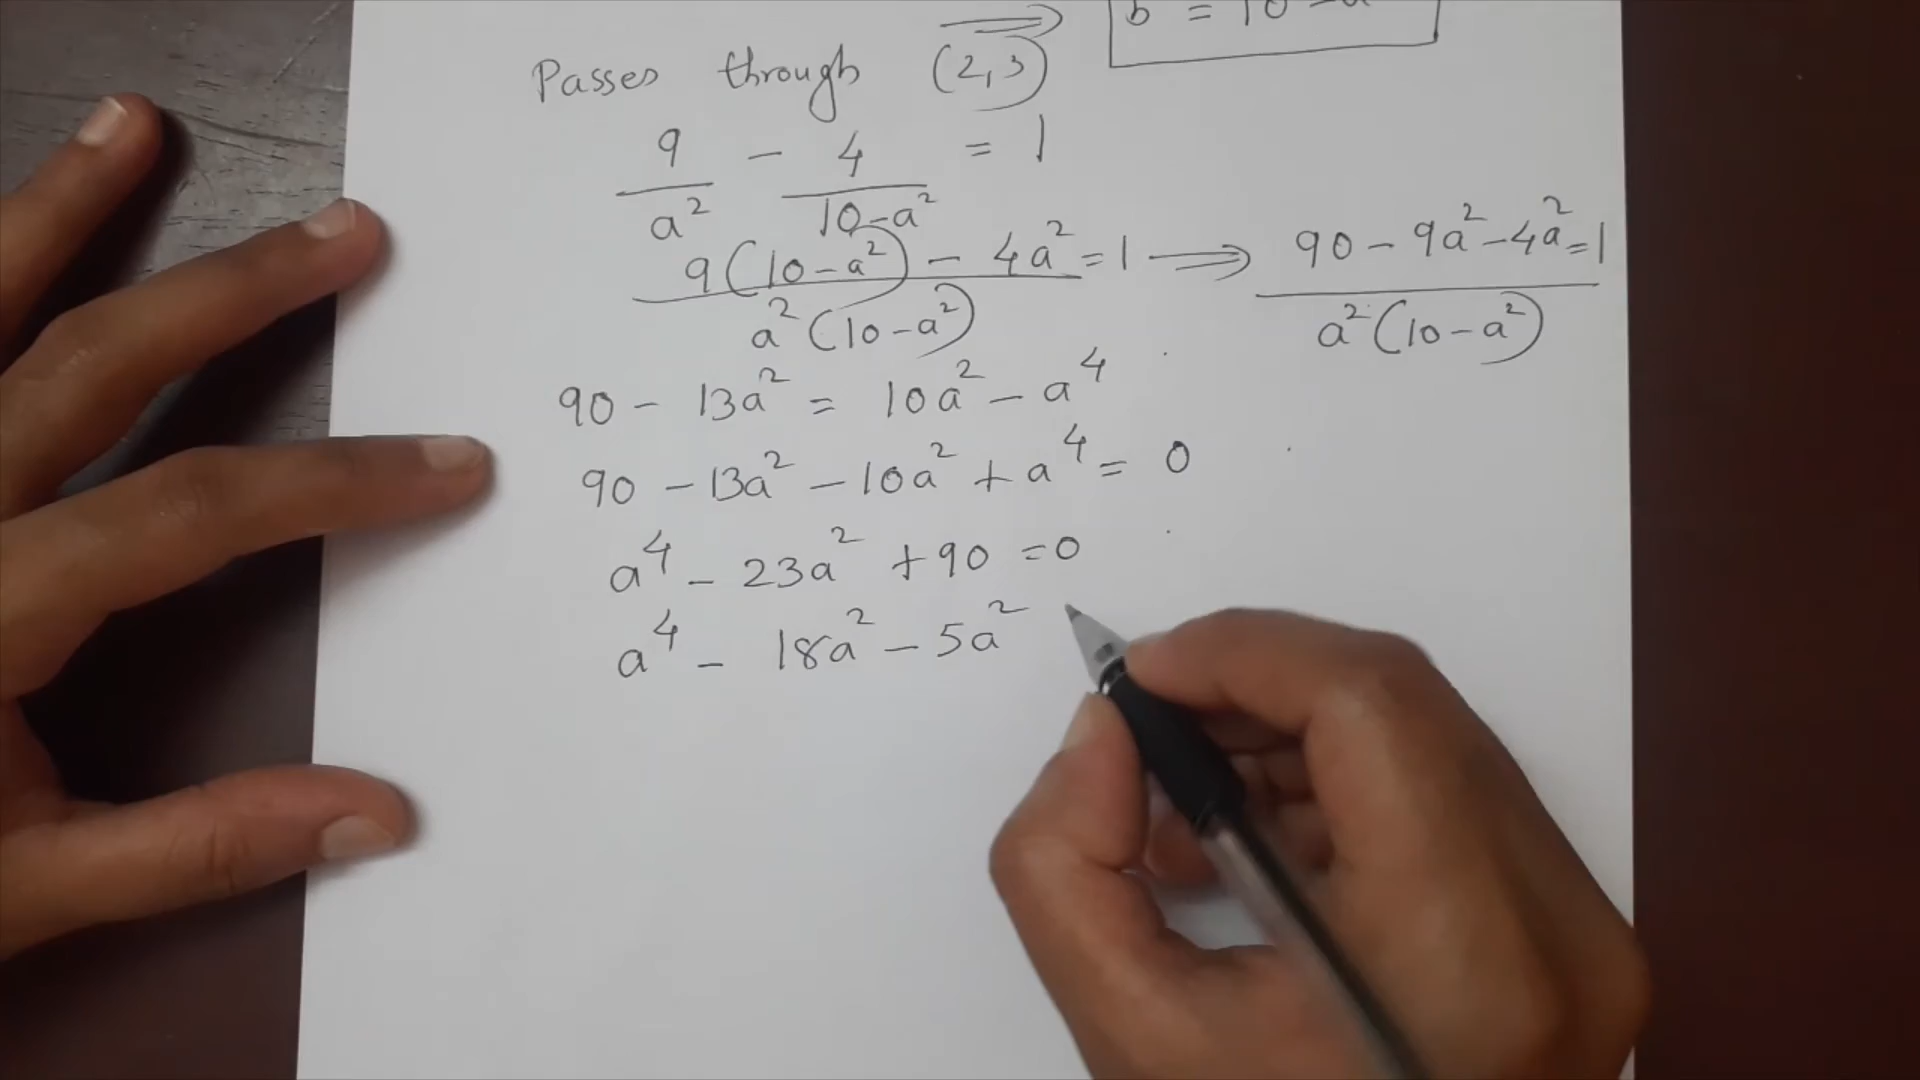 b = 10 - a
Passes through (2,3)
9/a² - 4/10-a² = 1
9(10-a²) - 4a²/a²(10-a²) = 1 ⟹ 90 - 9a² - 4a²/a²(10-a²) = 1
90 - 13a² = 10a² - a⁴
90 - 13a² - 10a² + a⁴ = 0
a⁴ - 23a² + 90 = 0
a⁴ - 18a² - 5a²